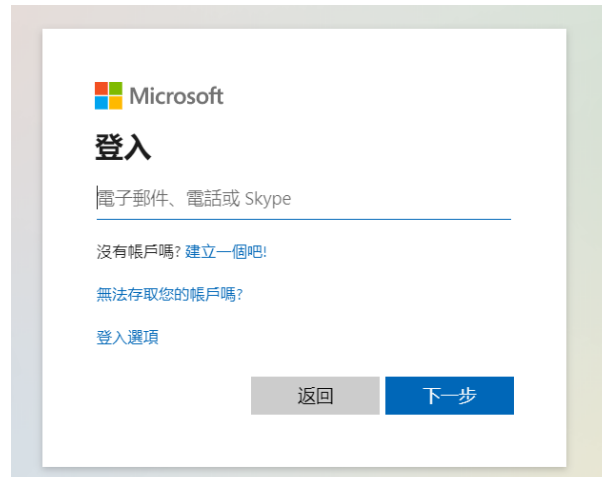 Microsoft
登入
電子郵件、電話或 Skype
沒有帳戶嗎? 建立一個吧!
無法存取您的帳戶嗎?
登入選項
返回 下一步